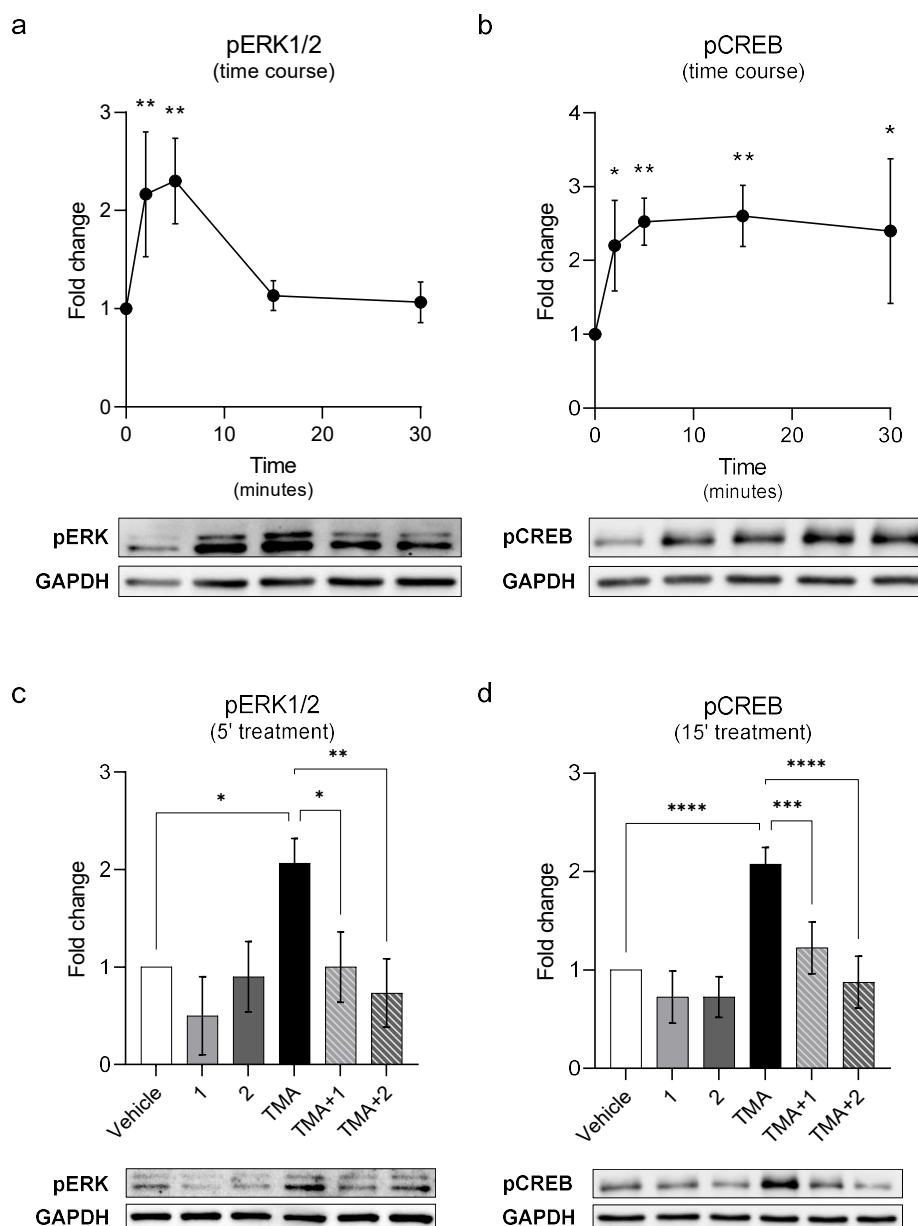 a
pERK1/2
(time course)
** **
3
2
1
0
Fold change
0 10 20 30
Time
(minutes)
pERK
GAPDH
b
pCREB
(time course)
* ** ** *
4
3
2
1
0
Fold change
0 10 20 30
Time
(minutes)
pCREB
GAPDH
c
pERK1/2
(5' treatment)
**
* *
3
2
1
0
Fold change
Vehicle 1 2 TMA TMA+1 TMA+2
pERK
GAPDH
d
pCREB
(15' treatment)
****
**** ***
3
2
1
0
Fold change
Vehicle 1 2 TMA TMA+1 TMA+2
pCREB
GAPDH